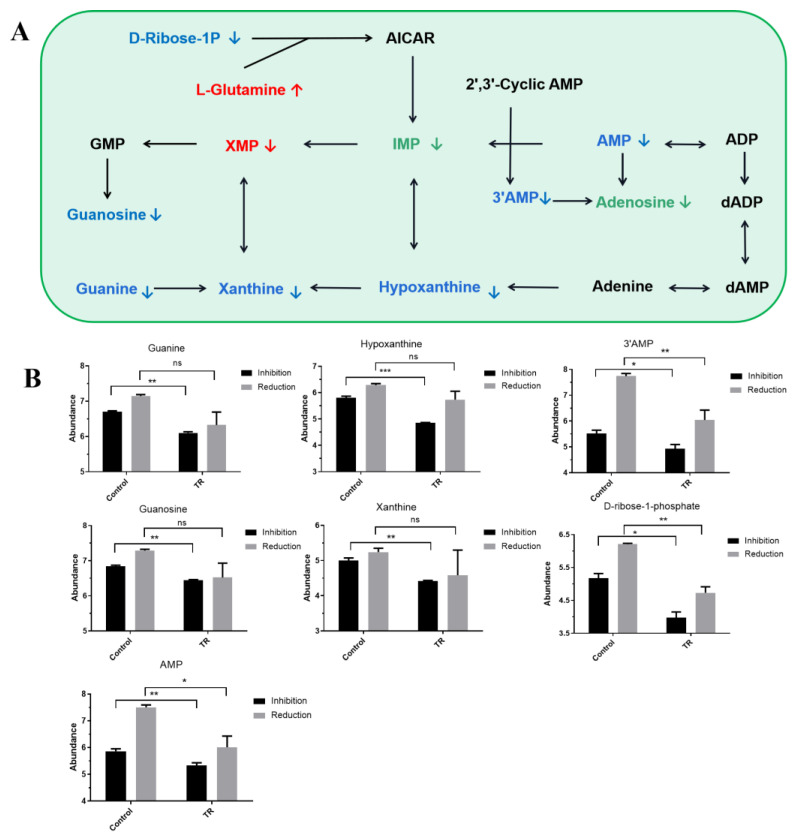 A
D-Ribose-1P ↓
AICAR
L-Glutamine ↑
2',3'-Cyclic AMP
GMP
XMP ↓
IMP ↓
AMP ↓
ADP
Guanosine ↓
3'AMP ↓
Adenosine ↓
dADP
Guanine ↓
Xanthine ↓
Hypoxanthine ↓
Adenine
dAMP
B
Guanine
Abundance
8
7
6
5
**
ns
Inhibition
Reduction
Control
TR
Hypoxanthine
Abundance
7
6
5
4
3
***
ns
Inhibition
Reduction
Control
TR
3'AMP
Abundance
8
7
6
5
4
*
**
Inhibition
Reduction
Control
TR
Guanosine
Abundance
8
7
6
5
**
ns
Inhibition
Reduction
Control
TR
Xanthine
Abundance
6
5
4
3
**
ns
Inhibition
Reduction
Control
TR
D-ribose-1-phosphate
Abundance
6.5
5.5
4.5
3.5
*
**
Inhibition
Reduction
Control
TR
AMP
Abundance
8
7
6
5
4
**
*
Inhibition
Reduction
Control
TR